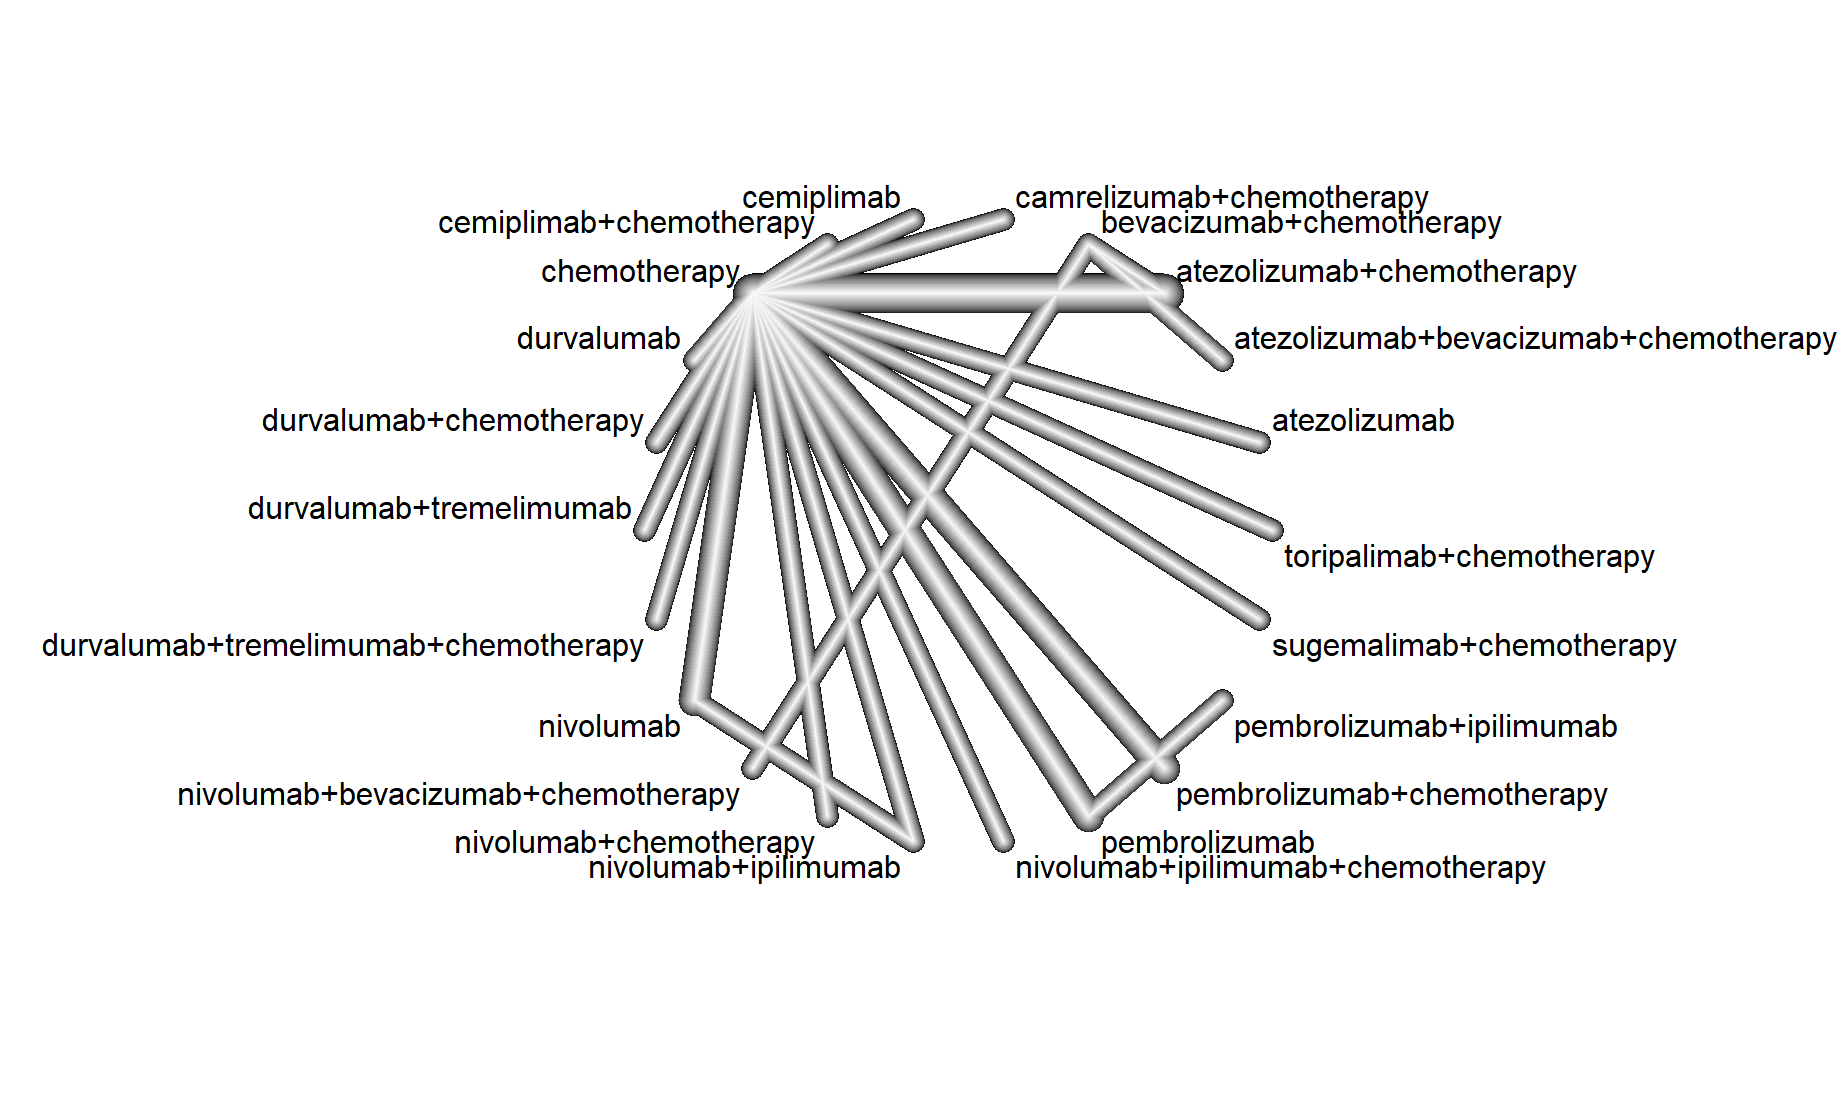 cemiplimab
camrelizumab+chemotherapy
cemiplimab+chemotherapy
bevacizumab+chemotherapy
chemotherapy
atezolizumab+chemotherapy
durvalumab
atezolizumab+bevacizumab+chemotherapy
durvalumab+chemotherapy
atezolizumab
durvalumab+tremelimumab
toripalimab+chemotherapy
durvalumab+tremelimumab+chemotherapy
sugemalimab+chemotherapy
nivolumab
pembrolizumab+ipilimumab
nivolumab+bevacizumab+chemotherapy
pembrolizumab+chemotherapy
nivolumab+chemotherapy
pembrolizumab
nivolumab+ipilimumab
nivolumab+ipilimumab+chemotherapy